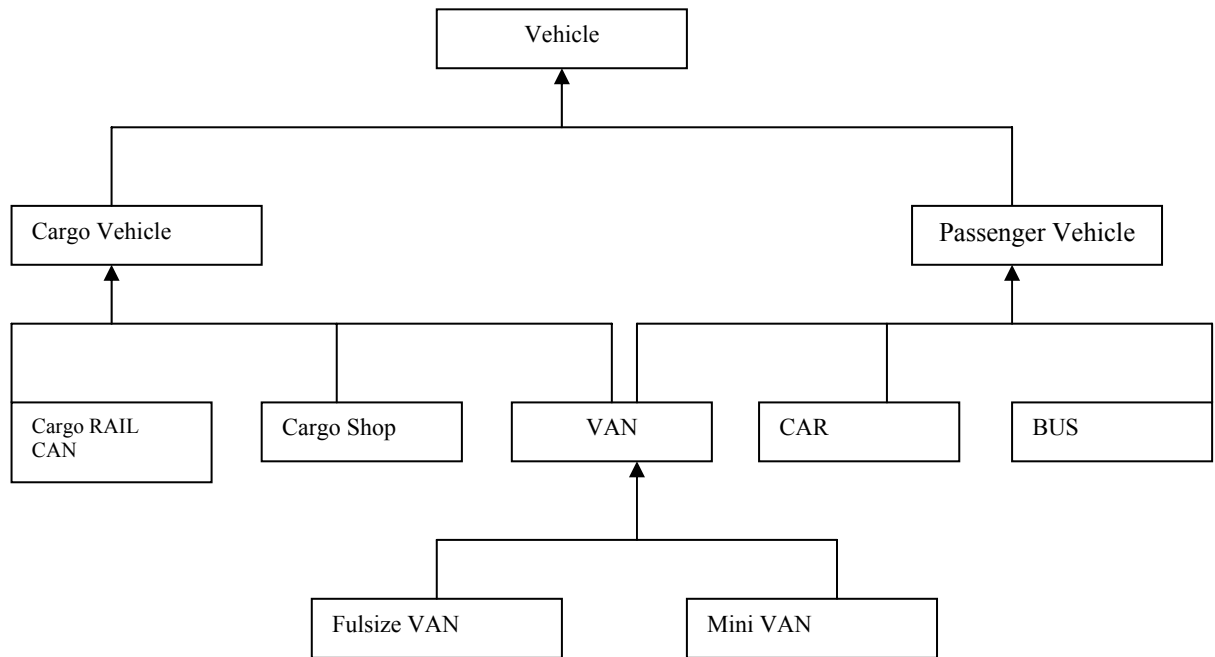 Vehicle
Cargo Vehicle
Passenger Vehicle
Cargo RAIL
CAN
Cargo Shop
VAN
CAR
BUS
Fulsize VAN
Mini VAN